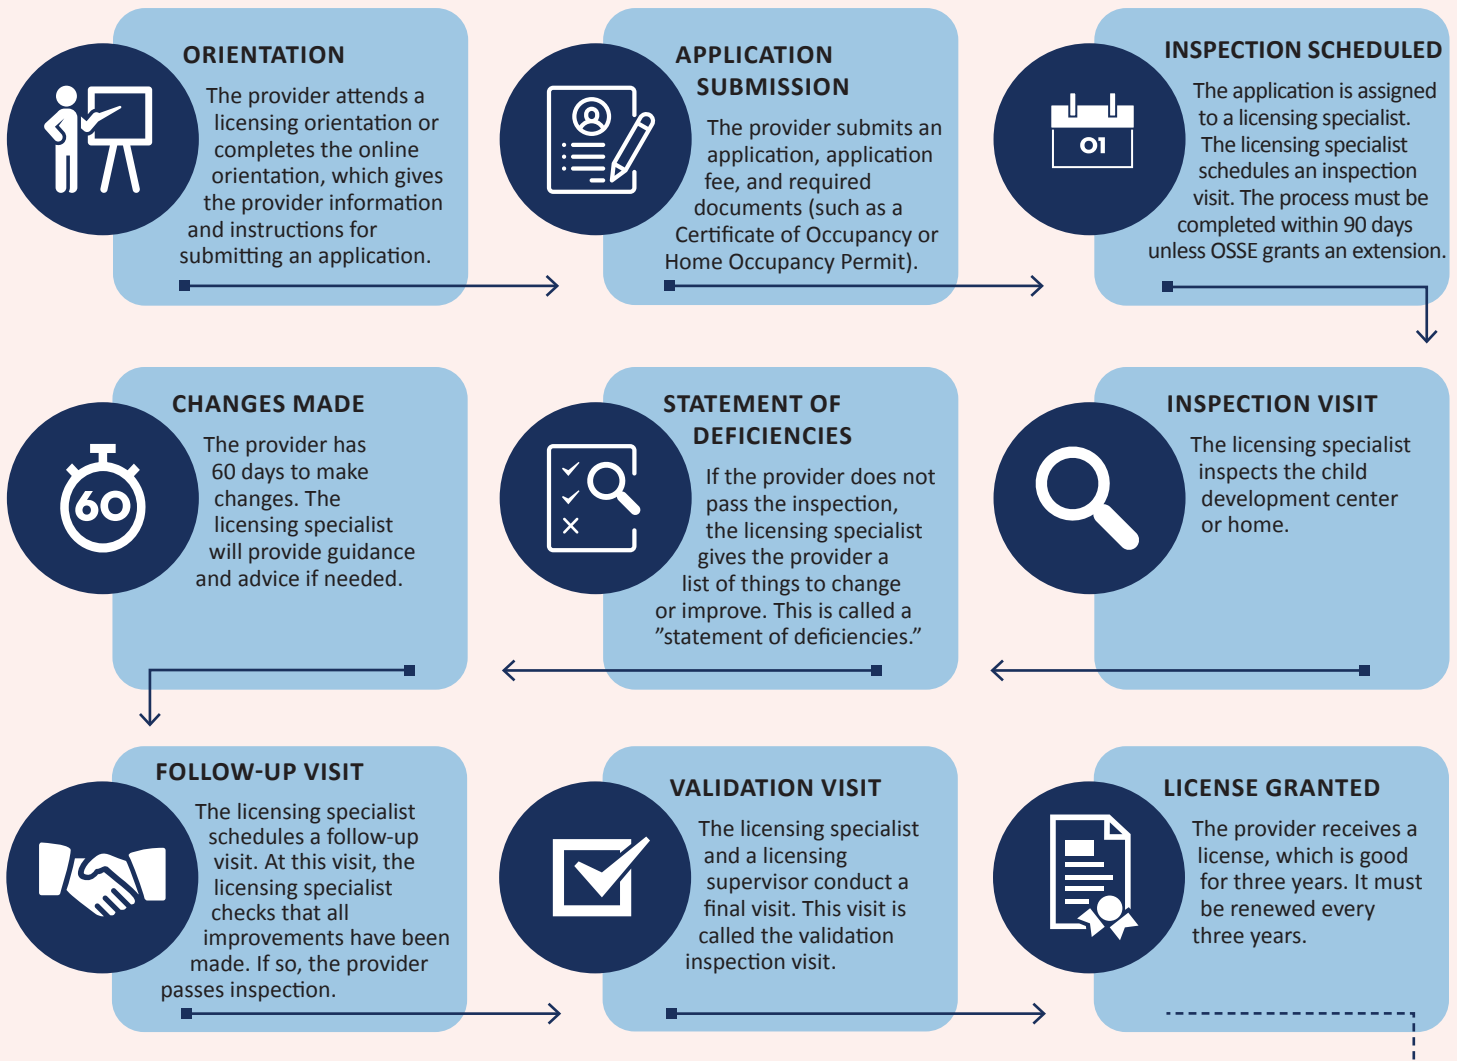 ORIENTATION
The provider attends a
licensing orientation or
completes the online
orientation, which gives
the provider information
and instructions for
submitting an application.
APPLICATION
SUBMISSION
The provider submits an
application, application
fee, and required
documents (such as a
Certificate of Occupancy or
Home Occupancy Permit).
INSPECTION SCHEDULED
01
The application is assigned
to a licensing specialist.
The licensing specialist
schedules an inspection
visit. The process must be
completed within 90 days
unless OSSE grants an extension.
INSPECTION VISIT
The licensing specialist
inspects the child
development center
or home.
STATEMENT OF
DEFICIENCIES
If the provider does not
pass the inspection,
the licensing specialist
gives the provider a
list of things to change
or improve. This is called a
”statement of deficiencies.”
CHANGES MADE
60
The provider has
60 days to make
changes. The
licensing specialist
will provide guidance
and advice if needed.
FOLLOW-UP VISIT
The licensing specialist
schedules a follow-up
visit. At this visit, the
licensing specialist
checks that all
improvements have been
made. If so, the provider
passes inspection.
VALIDATION VISIT
The licensing specialist
and a licensing
supervisor conduct a
final visit. This visit is
called the validation
inspection visit.
LICENSE GRANTED
The provider receives a
license, which is good
for three years. It must
be renewed every
three years.